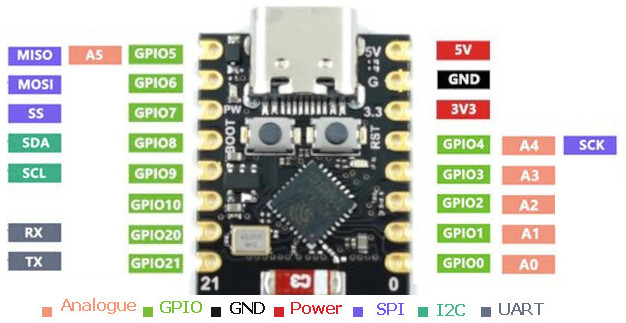 MISO A5 GPIO5 5V 5V
MOSI GPIO6 G GND
SS GPIO7 PW 3.3 3V3
SDA GPIO8 BOOT RST GPIO4 A4 SCK
SCL GPIO9 GPIO3 A3
GPIO10 GPIO2 A2
RX GPIO20 GPIO1 A1
TX GPIO21 GPIO0 A0
21 C3 0
Analogue GPIO GND Power SPI I2C UART